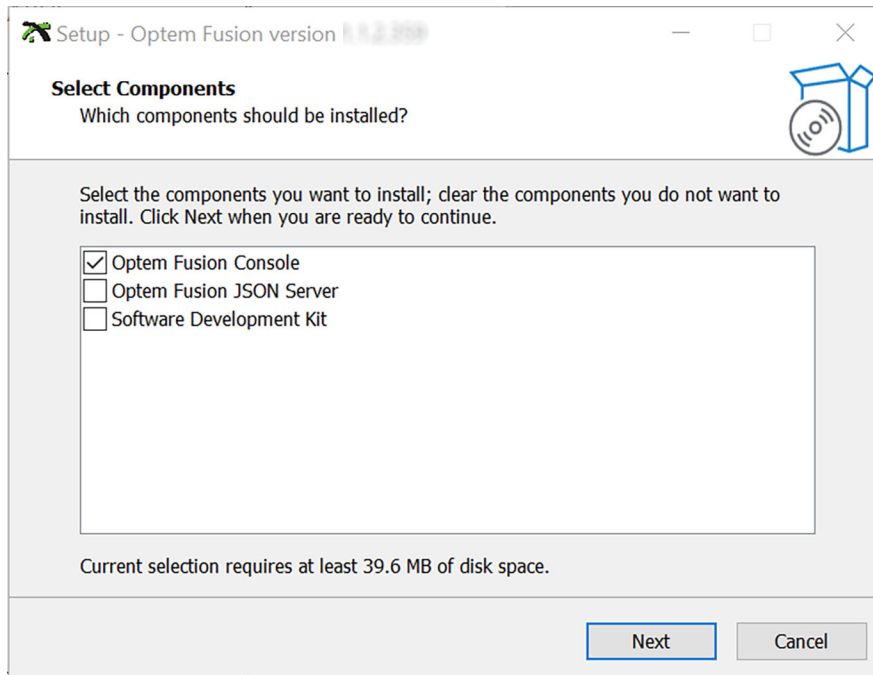 Setup - Optem Fusion version
Select Components
Which components should be installed?
Select the components you want to install; clear the components you do not want to
install. Click Next when you are ready to continue.
Optem Fusion Console
Optem Fusion JSON Server
Software Development Kit
Current selection requires at least 39.6 MB of disk space.
Next
Cancel